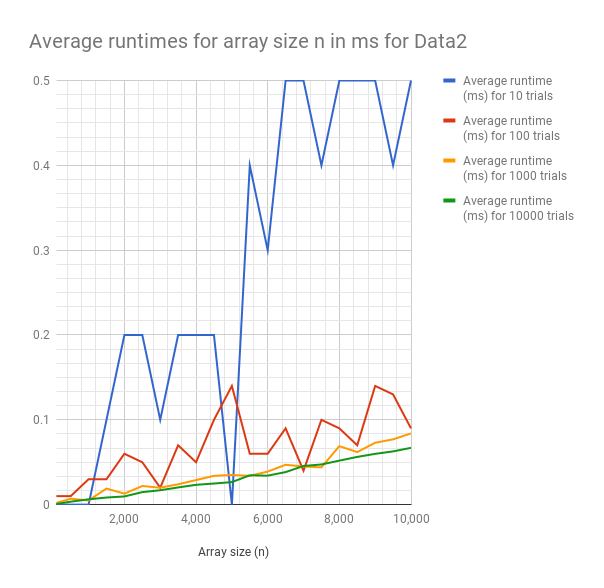 Average runtimes for array size n in ms for Data2
0.5
0.4
0.3
0.2
0.1
0
2,000 4,000 6,000 8,000 10,000
Array size (n)
Average runtime
(ms) for 10 trials
Average runtime
(ms) for 100 trials
Average runtime
(ms) for 1000 trials
Average runtime
(ms) for 10000 trials